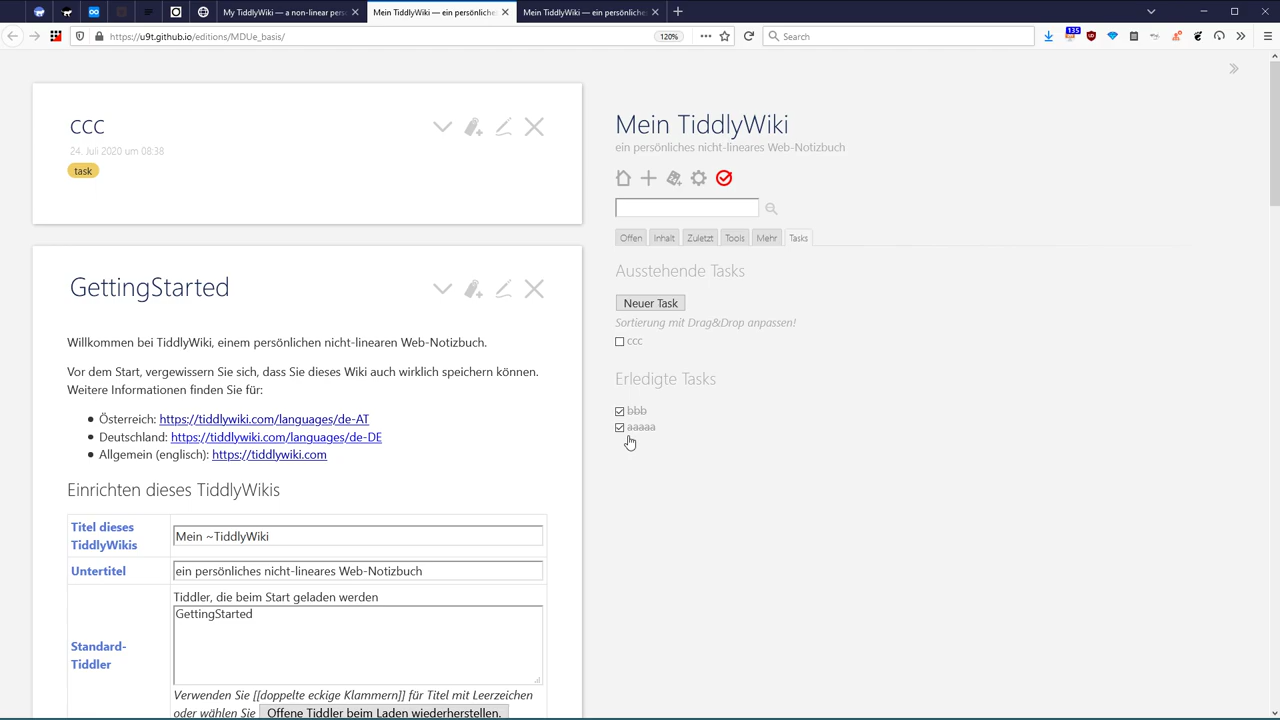 My TiddlyWiki — a non-linear pers
Mein TiddlyWiki — ein persönliche
Mein TiddlyWiki — ein persönliche
https://u9t.github.io/editions/MDUe_basis/
120%
Search
135
ccc
24. Juli 2020 um 08:38
task
GettingStarted
Willkommen bei TiddlyWiki, einem persönlichen nicht-linearen Web-Notizbuch.
Vor dem Start, vergewissern Sie sich, dass Sie dieses Wiki auch wirklich speichern können.
Weitere Informationen finden Sie für:
Österreich: https://tiddlywiki.com/languages/de-AT
Deutschland: https://tiddlywiki.com/languages/de-DE
Allgemein (englisch): https://tiddlywiki.com
Einrichten dieses TiddlyWikis
Titel dieses
TiddlyWikis
Mein ~TiddlyWiki
Untertitel
ein persönliches nicht-lineares Web-Notizbuch
Standard-
Tiddler
Tiddler, die beim Start geladen werden
GettingStarted
Verwenden Sie [[doppelte eckige Klammern]] für Titel mit Leerzeichen
oder wählen Sie Offene Tiddler beim Laden wiederherstellen.
Mein TiddlyWiki
ein persönliches nicht-lineares Web-Notizbuch
Offen Inhalt Zuletzt Tools Mehr Tasks
Ausstehende Tasks
Neuer Task
Sortierung mit Drag&Drop anpassen!
ccc
Erledigte Tasks
bbb
aaaaa